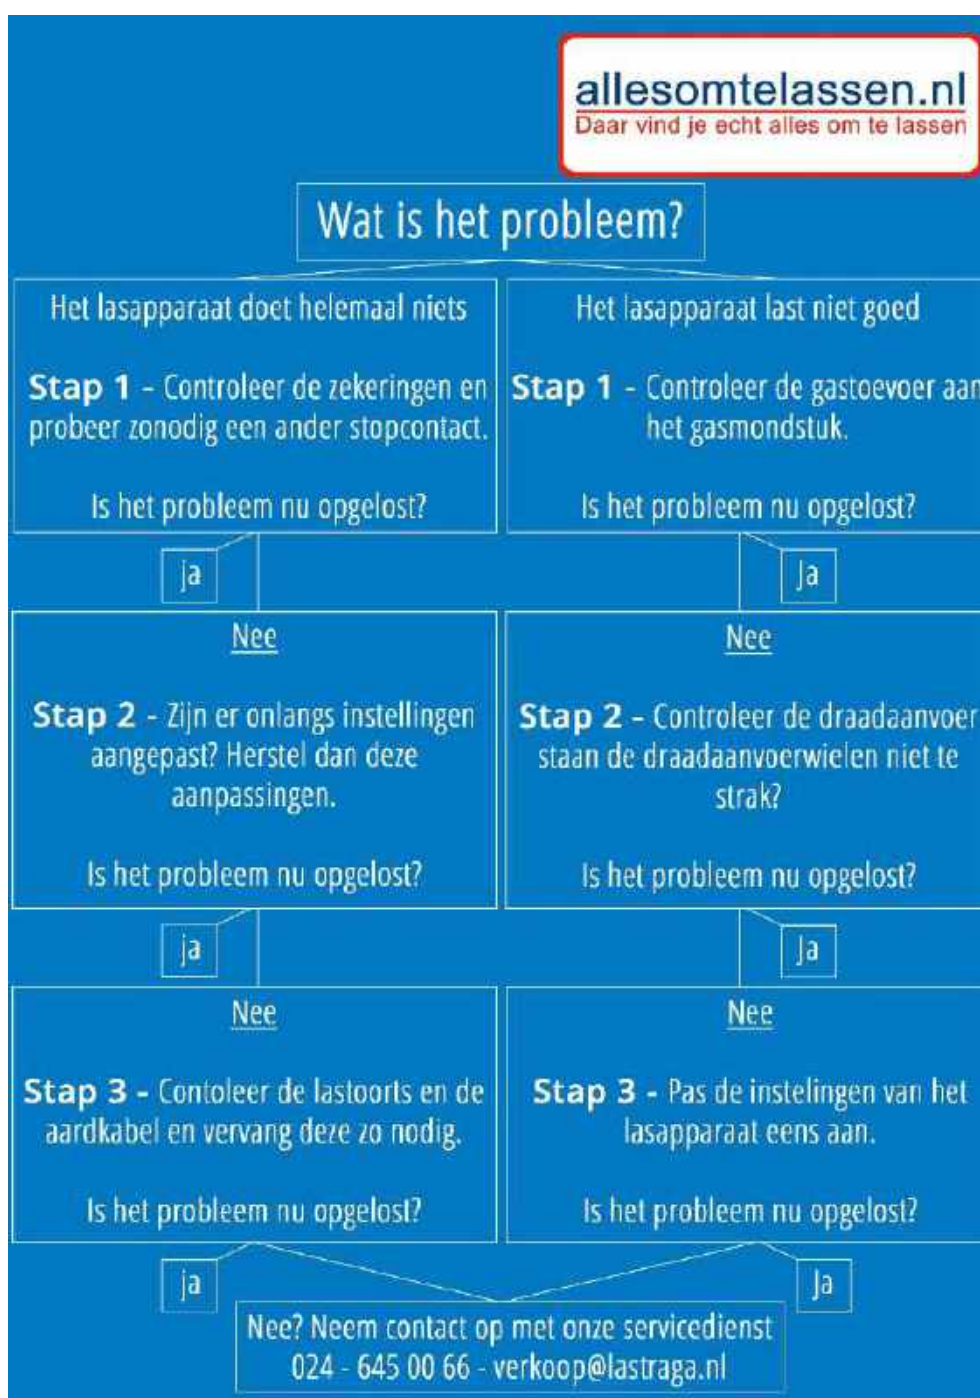 allesomtelassen.nl
Daar vind je echt alles om te lassen
Wat is het probleem?
Het lasapparaat doet helemaal niets
Stap 1 - Controleer de zekeringen en
probeer zonodig een ander stopcontact.
Is het probleem nu opgelost?
ja
Nee
Stap 2 - Zijn er onlangs instellingen
aangepast? Herstel dan deze
aanpassingen.
Is het probleem nu opgelost?
ja
Nee
Stap 3 - Contoleer de lastoorts en de
aardkabel en vervang deze zo nodig.
Is het probleem nu opgelost?
ja
Het lasapparaat last niet goed
Stap 1 - Controleer de gastoevoer aan
het gasmondstuk.
Is het probleem nu opgelost?
Ja
Nee
Stap 2 - Controleer de draadaanvoer
staan de draadaanvoerwielen niet te
strak?
Is het probleem nu opgelost?
Ja
Nee
Stap 3 - Pas de instelingen van het
lasapparaat eens aan.
Is het probleem nu opgelost?
Ja
Nee? Neem contact op met onze servicedienst
024 - 645 00 66 - verkoop@lastraga.nl